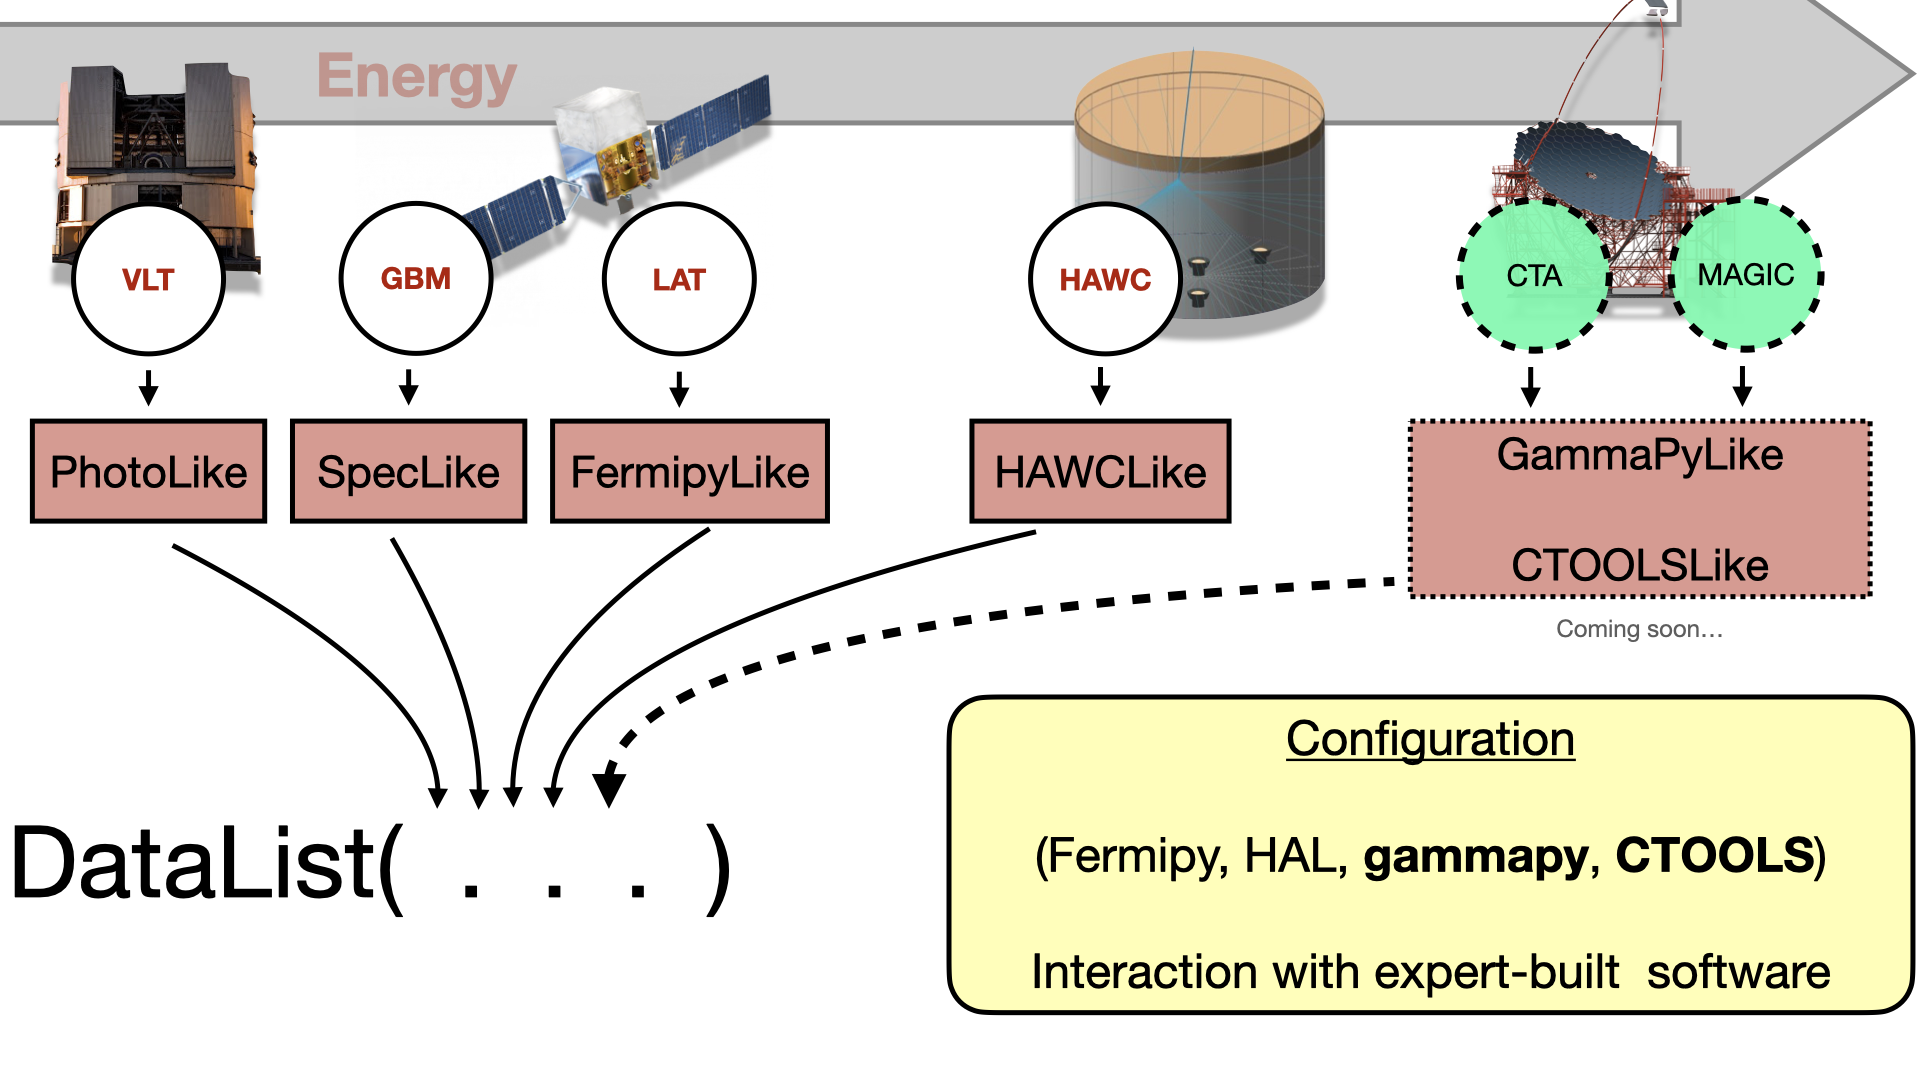 Energy
VLT
GBM
LAT
HAWC
CTA
MAGIC
PhotoLike
SpecLike
FermipyLike
HAWCLike
GammaPyLike
CTOOLSLike
Coming soon...
DataList( . . . )
Configuration
(Fermipy, HAL, gammapy, CTOOLS)
Interaction with expert-built software